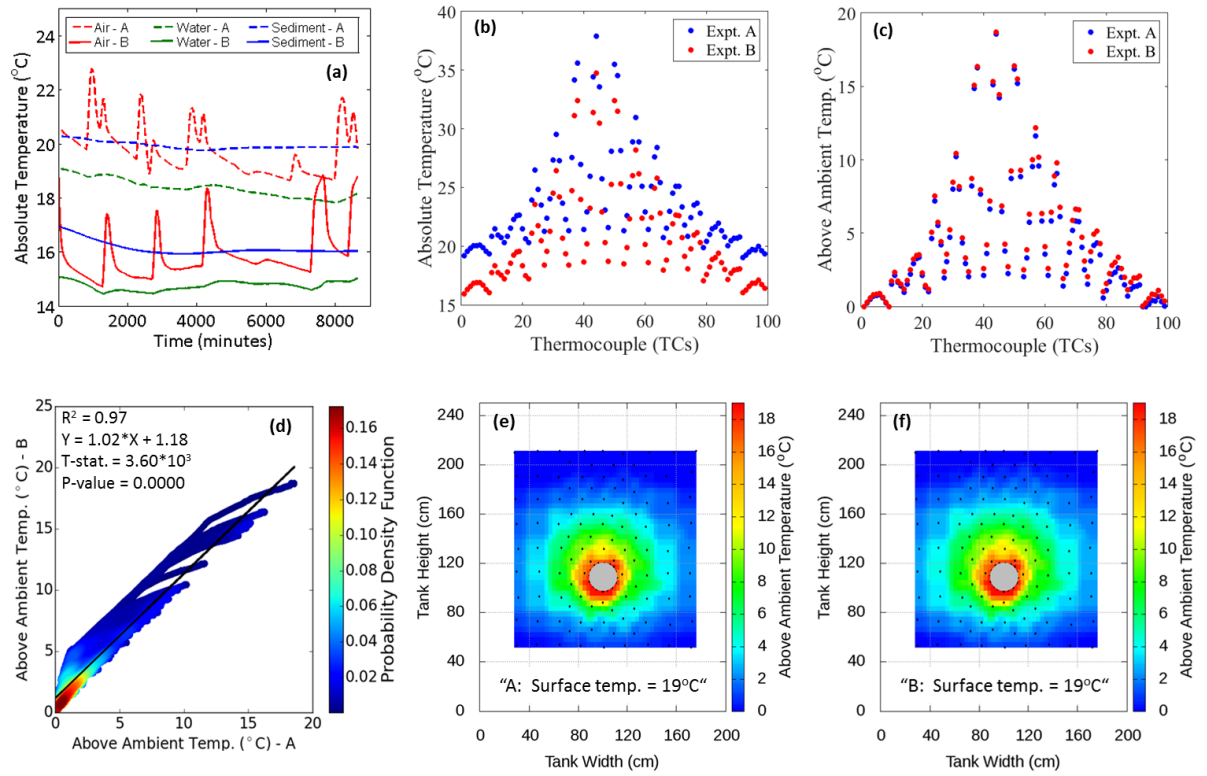 Air - A Water - A Sediment - A
Air - B Water - B Sediment - B
(a)
Absolute Temperature (°C)
25
24
22
20
18
16
14
0 2000 4000 6000 8000
Time (minutes)
(b)
Expt. A
Expt. B
Absolute Temperature (°C)
40
35
30
25
20
15
0 20 40 60 80 100
Thermocouple (TCs)
(c)
Expt. A
Expt. B
Above Ambient Temp. (°C)
20
15
10
5
0
0 20 40 60 80 100
Thermocouple (TCs)
(d)
R² = 0.97
Y = 1.02*X + 1.18
T-stat. = 3.60*10³
P-value = 0.0000
Above Ambient Temp. (°C) - B
25
20
15
10
5
0
0 5 10 15 20
Above Ambient Temp. (°C) - A
0.16
0.14
0.12
0.10
0.08
0.06
0.04
0.02
Probability Density Function
(e)
Tank Height (cm)
240
200
160
120
80
40
0
"A: Surface temp. = 19°C"
0 40 80 120 160 200
Tank Width (cm)
18
16
14
12
10
8
6
4
2
0
Above Ambient Temperature (°C)
(f)
Tank Height (cm)
240
200
160
120
80
40
0
"B: Surface temp. = 19°C"
0 40 80 120 160 200
Tank Width (cm)
18
16
14
12
10
8
6
4
2
0
Above Ambient Temperature (°C)